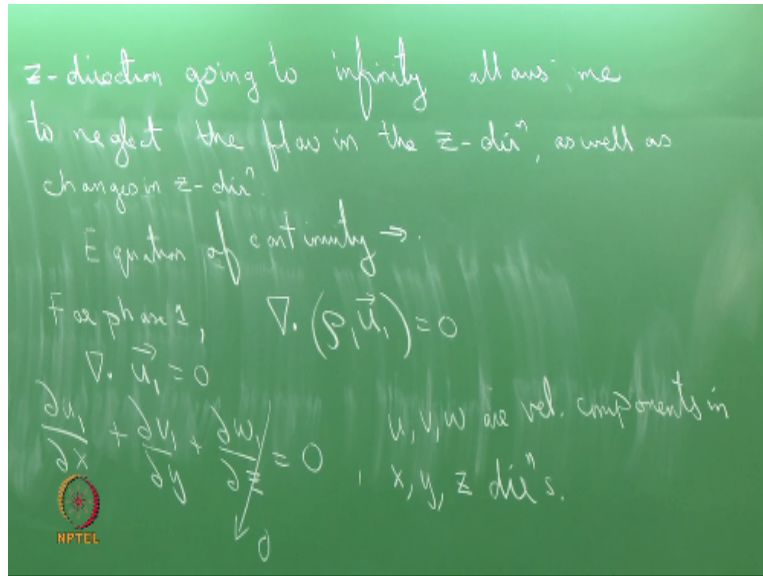 z-direction going to infinity allows me
to neglect the flow in the z-dirⁿ, as well as
changes in z-dirⁿ.
Equation of continuity →.
For phase 1, ∇·(ρ₁u⃗₁) = 0
∇·u⃗₁ = 0
∂u₁/∂x + ∂v₁/∂y + ∂w₁/∂z = 0, u, v, w are vel. components in
x, y, z dirⁿs.
0
NPTEL